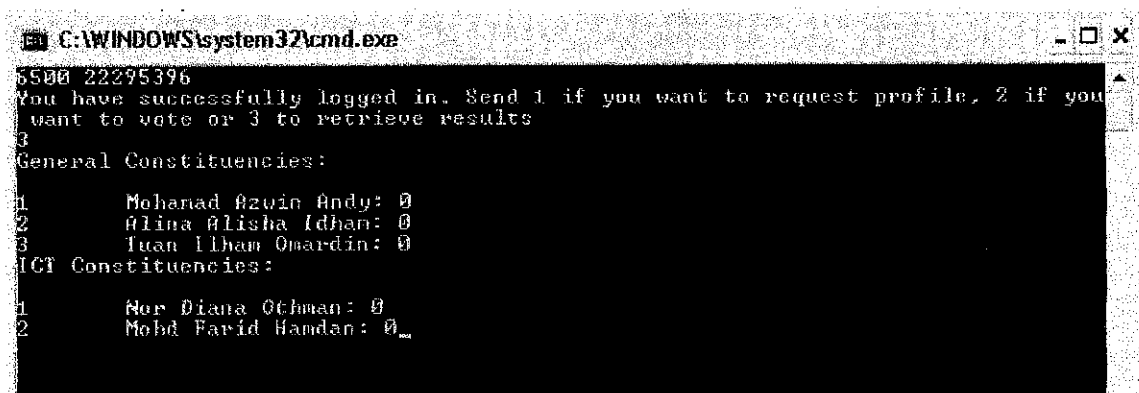 C:\WINDOWS\system32\cmd.exe
6500 22295396
You have successfully logged in. Send 1 if you want to request profile, 2 if you
want to vote or 3 to retrieve results
3
General Constituencies:
1 Mohamad Azwin Andy: 0
2 Alina Alisha Idhan: 0
3 Tuan Ilham Omardin: 0
ICT Constituencies:
1 Nor Diana Othman: 0
2 Mohd Farid Hamdan: 0_